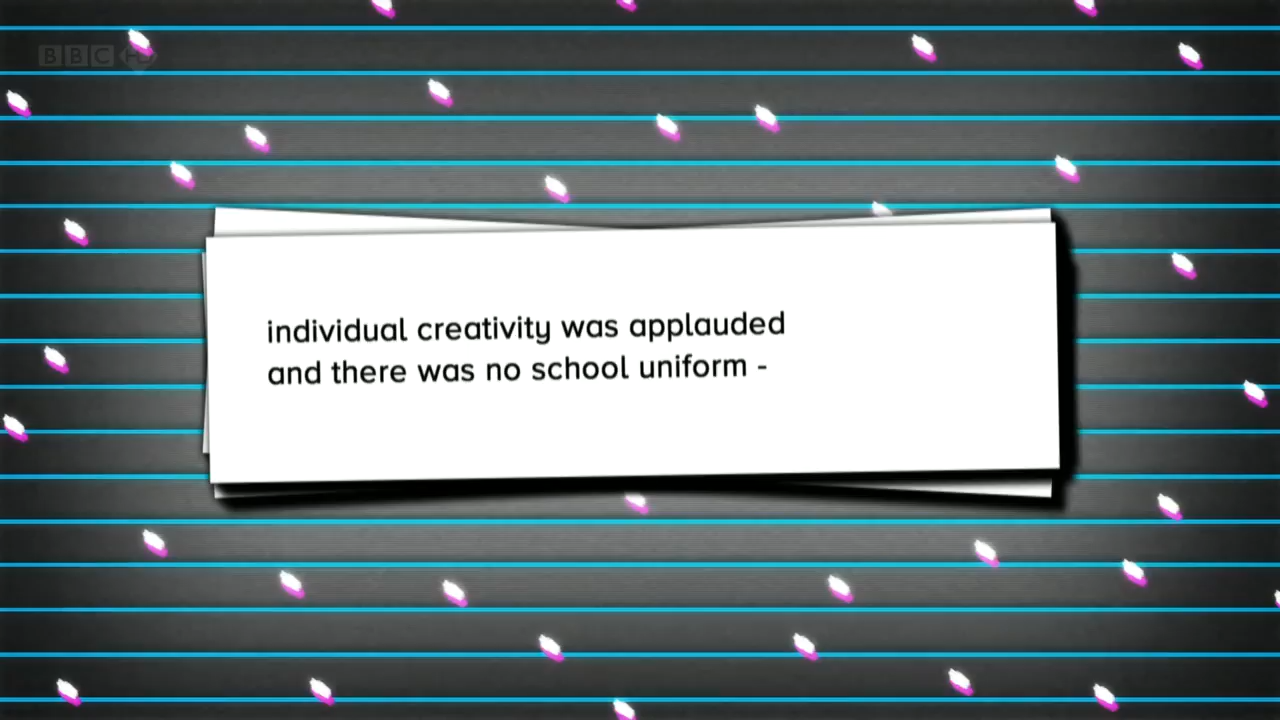 BBC HD
individual creativity was applauded
and there was no school uniform -